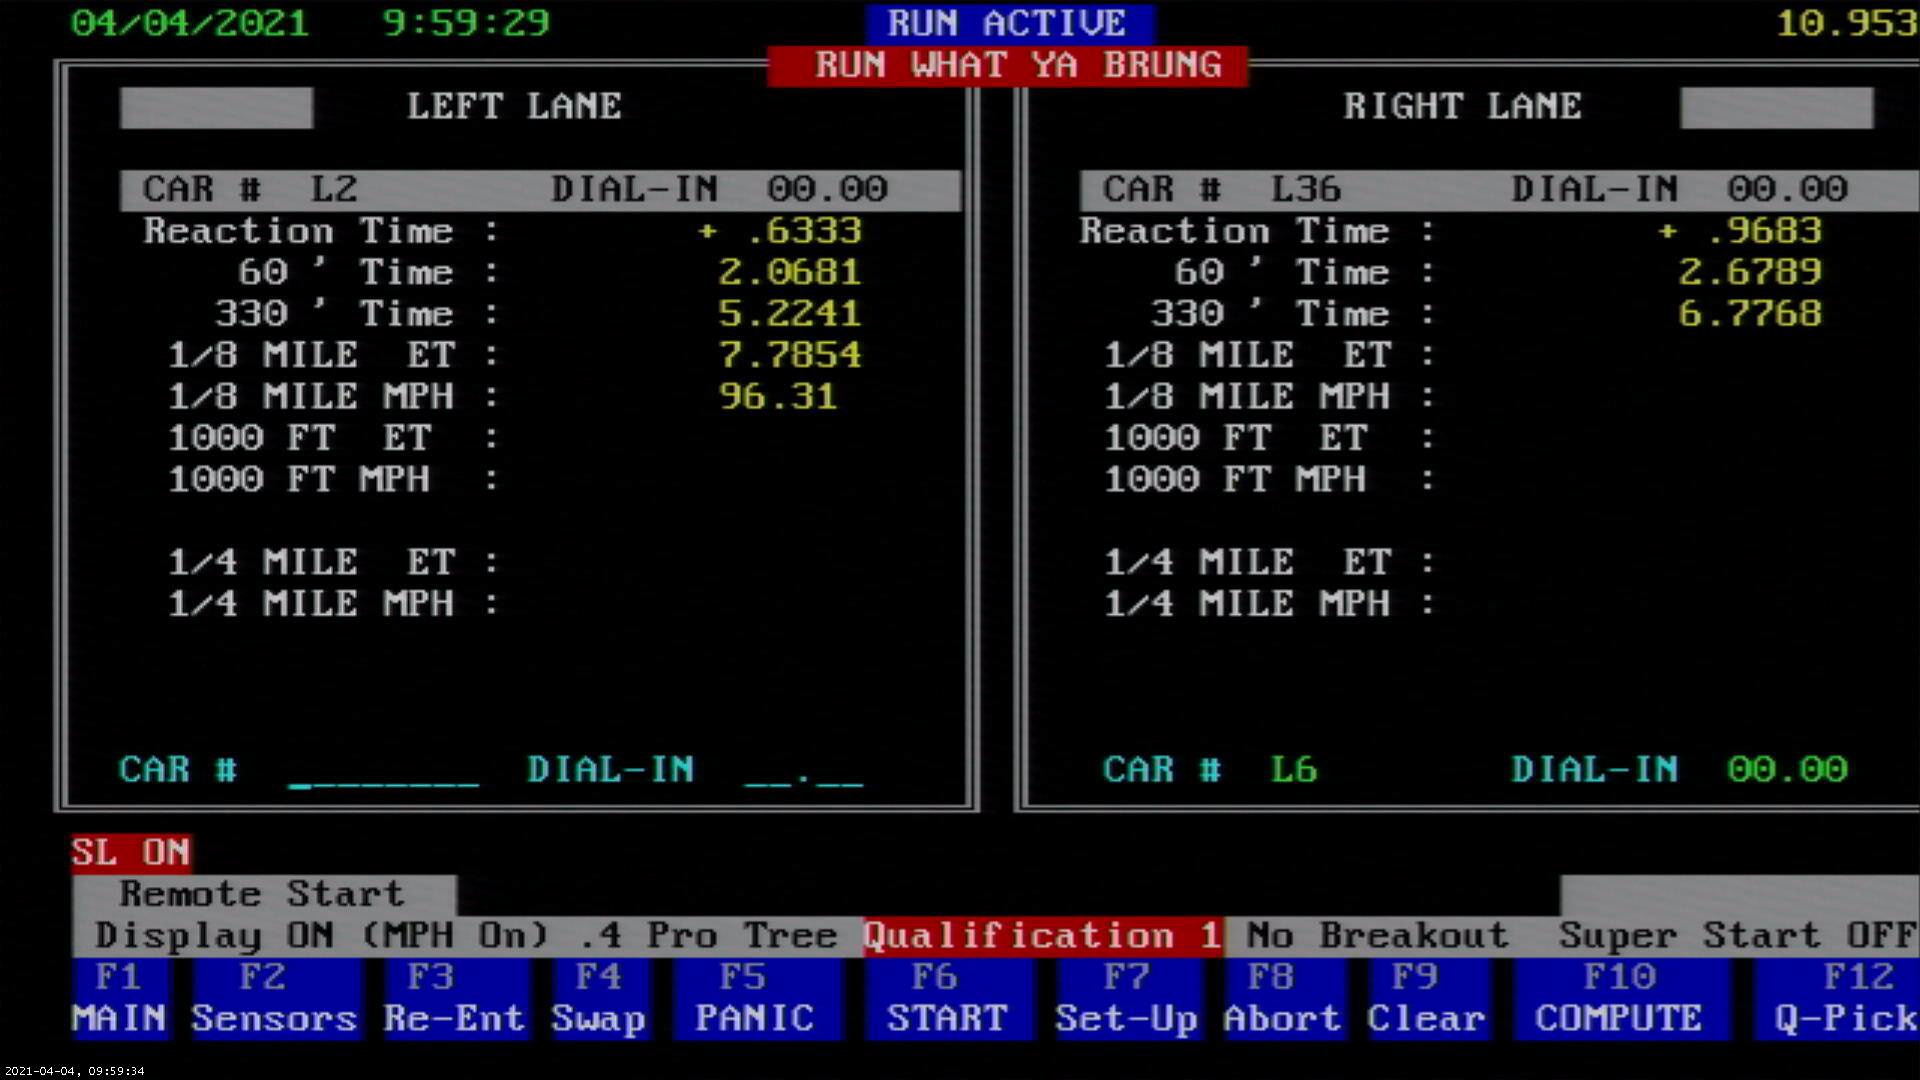 04/04/2021 9:59:29 RUN ACTIVE 10.953
RUN WHAT YA BRUNG
LEFT LANE
CAR # L2 DIAL-IN 00.00
Reaction Time : + .6333
60 ' Time : 2.0681
330 ' Time : 5.2241
1/8 MILE ET : 7.7854
1/8 MILE MPH : 96.31
1000 FT ET :
1000 FT MPH :
1/4 MILE ET :
1/4 MILE MPH :
CAR # _______ DIAL-IN __.__
RIGHT LANE
CAR # L36 DIAL-IN 00.00
Reaction Time : + .9683
60 ' Time : 2.6789
330 ' Time : 6.7768
1/8 MILE ET :
1/8 MILE MPH :
1000 FT ET :
1000 FT MPH :
1/4 MILE ET :
1/4 MILE MPH :
CAR # L6 DIAL-IN 00.00
SL ON
Remote Start
Display ON (MPH On) .4 Pro Tree Qualification 1 No Breakout Super Start OFF
F1 F2 F3 F4 F5 F6 F7 F8 F9 F10 F12
MAIN Sensors Re-Ent Swap PANIC START Set-Up Abort Clear COMPUTE Q-Pick
2021-04-04, 09:59:34